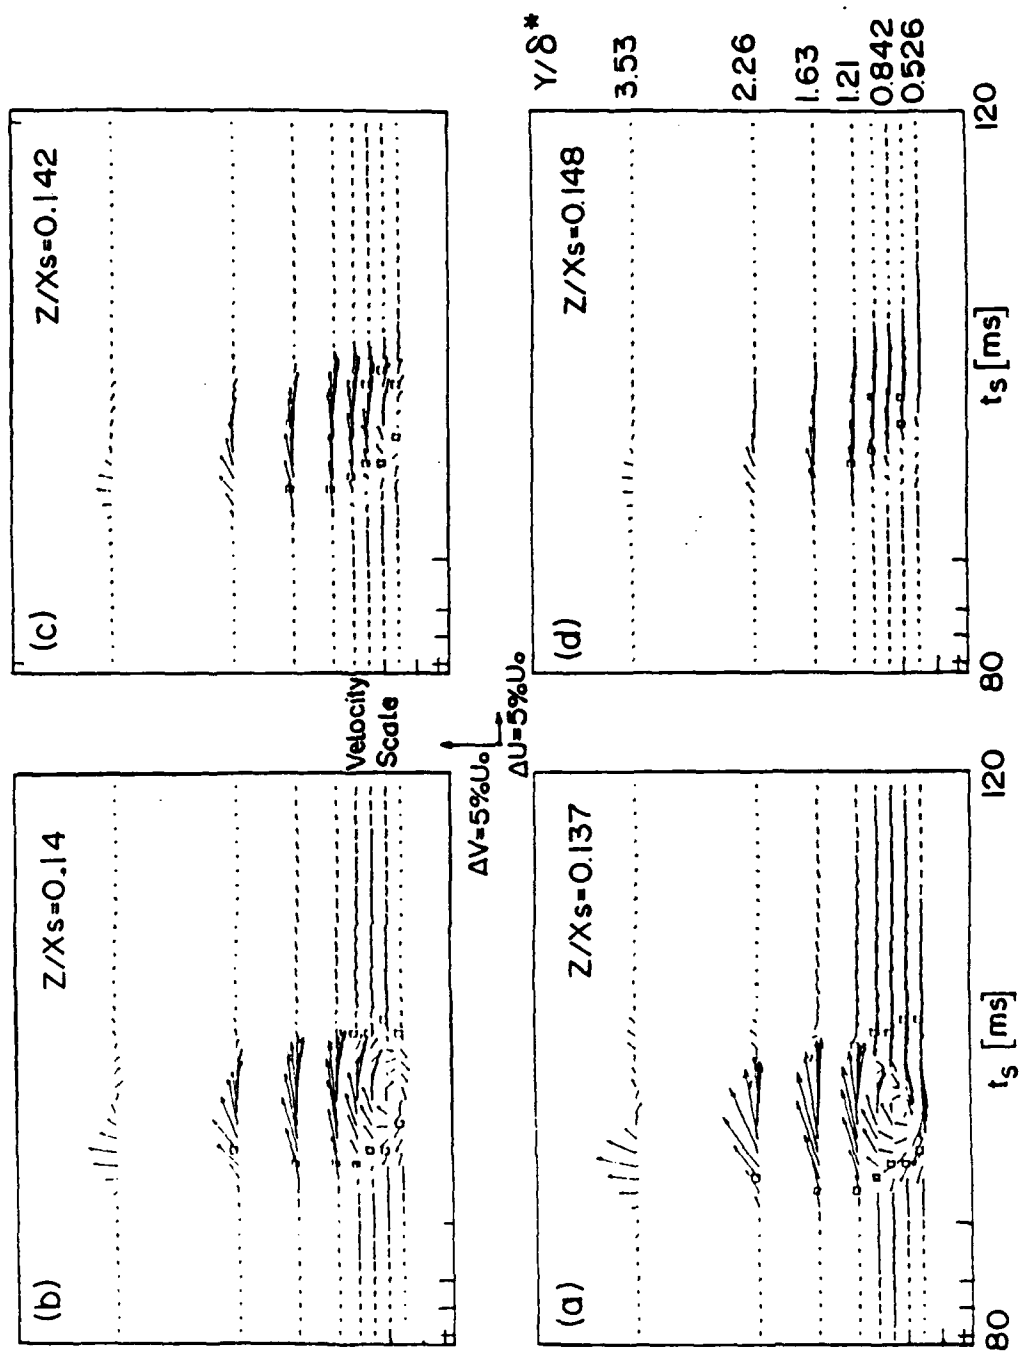 (b)
Z/Xs=0.14
(c)
Z/Xs=0.142
Velocity
Scale
ΔV=5%U₀
ΔU=5%U₀
(a)
Z/Xs=0.137
80
120
tₛ [ms]
(d)
Z/Xs=0.148
80
120
tₛ [ms]
Y/δ*
3.53
2.26
1.63
1.21
0.842
0.526